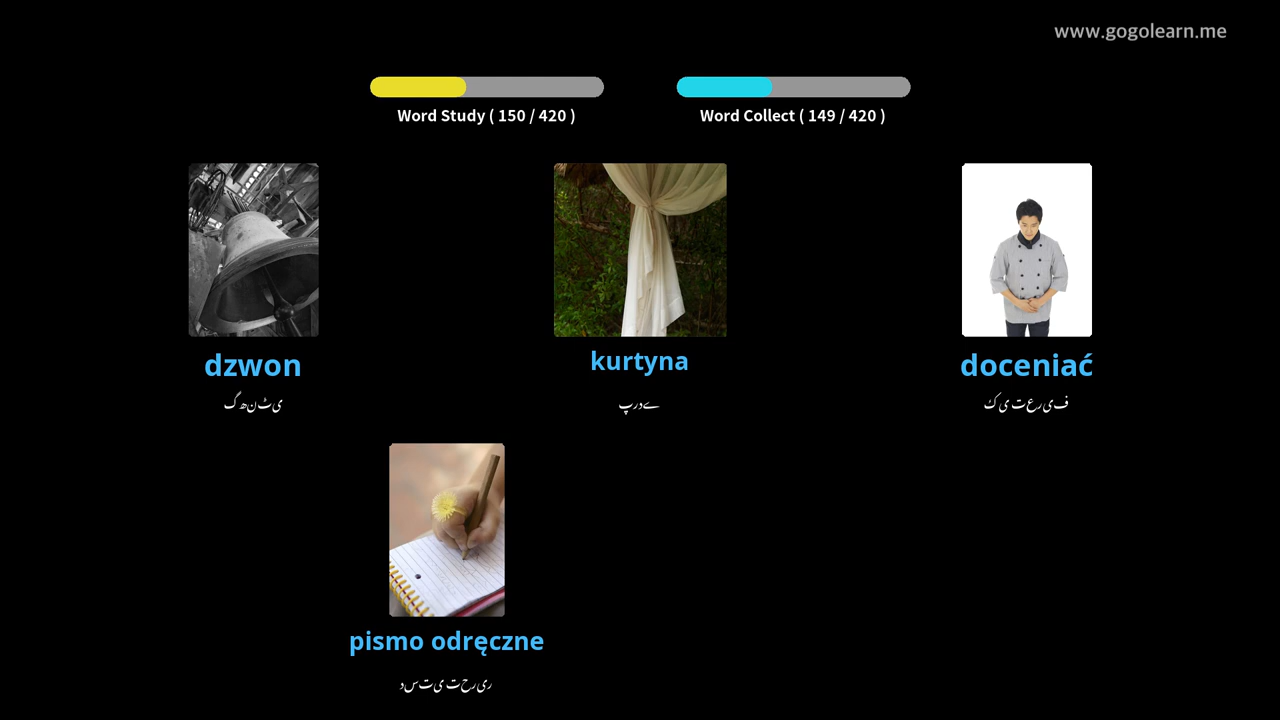 www.gogolearn.me
Word Study ( 150 / 420 )
Word Collect ( 149 / 420 )
dzwon
گھنٹی
kurtyna
پردے
doceniać
کی تعریف
pismo odręczne
دستی تحریر